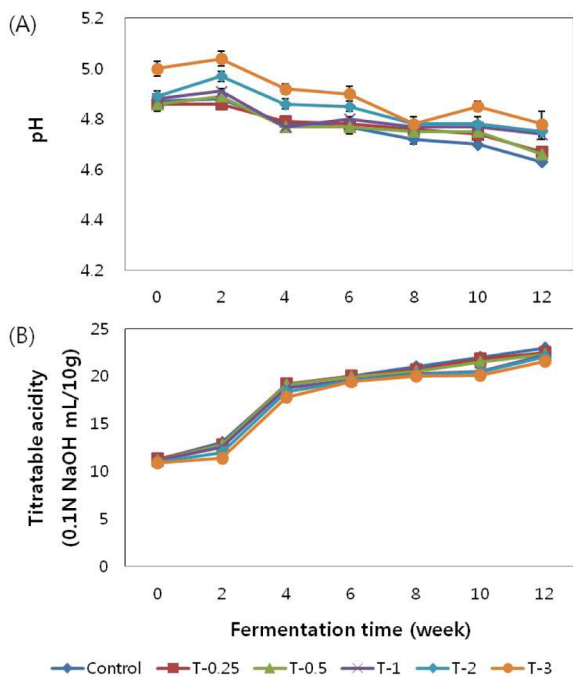 (A)
pH
5.2
5.0
4.8
4.6
4.4
4.2
0 2 4 6 8 10 12
(B)
Titratable acidity
(0.1N NaOH mL/10g)
25
20
15
10
5
0
0 2 4 6 8 10 12
Fermentation time (week)
Control T-0.25 T-0.5 T-1 T-2 T-3